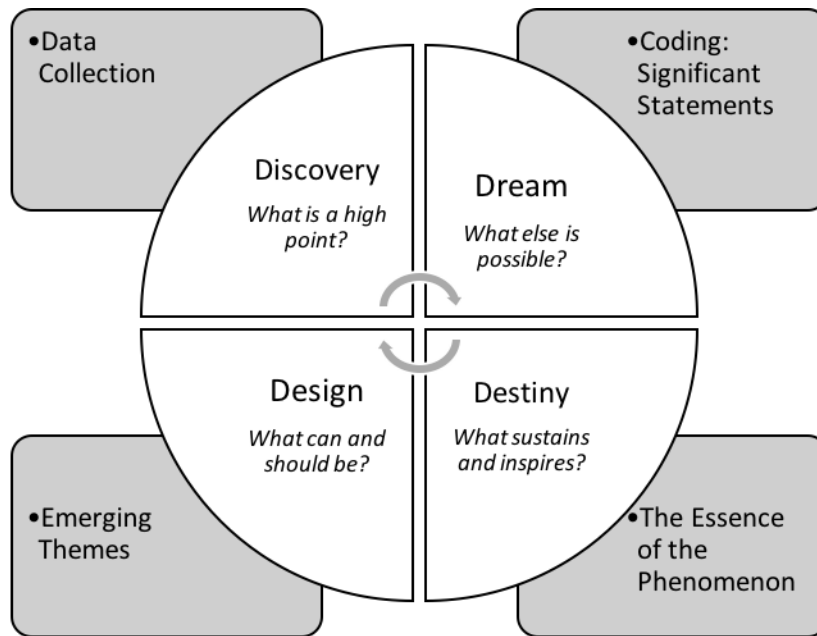 •Data
Collection
•Coding:
Significant
Statements
Discovery
What is a high
point?
Dream
What else is
possible?
Design
What can and
should be?
Destiny
What sustains
and inspires?
•Emerging
Themes
•The Essence
of the
Phenomenon